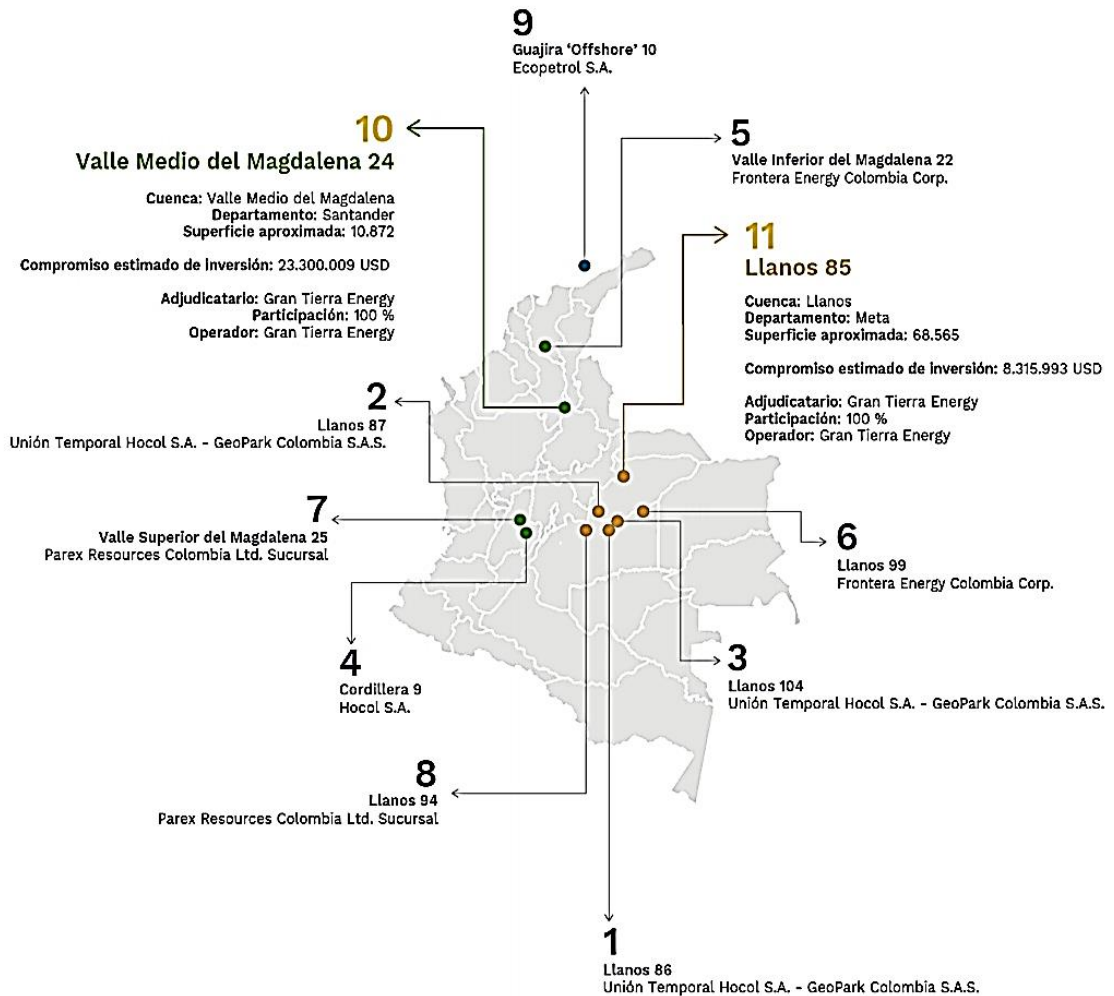 9
Guajira ‘Offshore’ 10
Ecopetrol S.A.
10
Valle Medio del Magdalena 24
Cuenca: Valle Medio del Magdalena
Departamento: Santander
Superficie aproximada: 10.872
Compromiso estimado de inversión: 23.300.009 USD
Adjudicatario: Gran Tierra Energy
Participación: 100 %
Operador: Gran Tierra Energy
5
Valle Inferior del Magdalena 22
Frontera Energy Colombia Corp.
11
Llanos 85
Cuenca: Llanos
Departamento: Meta
Superficie aproximada: 68.565
Compromiso estimado de inversión: 8.315.993 USD
Adjudicatario: Gran Tierra Energy
Participación: 100 %
Operador: Gran Tierra Energy
2
Llanos 87
Unión Temporal Hocol S.A. - GeoPark Colombia S.A.S.
7
Valle Superior del Magdalena 25
Parex Resources Colombia Ltd. Sucursal
6
Llanos 99
Frontera Energy Colombia Corp.
4
Cordillera 9
Hocol S.A.
3
Llanos 104
Unión Temporal Hocol S.A. - GeoPark Colombia S.A.S.
8
Llanos 94
Parex Resources Colombia Ltd. Sucursal
1
Llanos 86
Unión Temporal Hocol S.A. - GeoPark Colombia S.A.S.